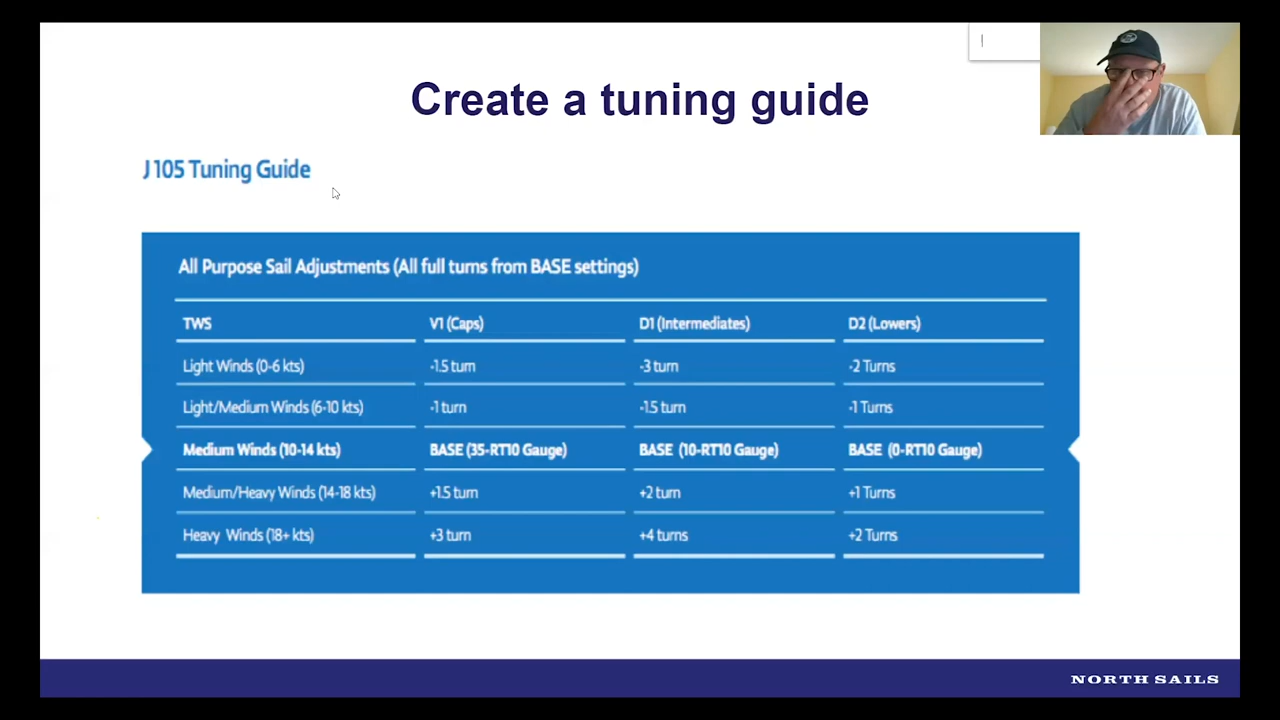 Create a tuning guide
J 105 Tuning Guide
All Purpose Sail Adjustments (All full turns from BASE settings)
TWS V1 (Caps) D1 (Intermediates) D2 (Lowers)
Light Winds (0-6 kts) -1.5 turn -3 turn -2 Turns
Light/Medium Winds (6-10 kts) -1 turn -1.5 turn -1 Turns
Medium Winds (10-14 kts) BASE (35-RT10 Gauge) BASE (10-RT10 Gauge) BASE (0-RT10 Gauge)
Medium/Heavy Winds (14-18 kts) +1.5 turn +2 turn +1 Turns
Heavy Winds (18+ kts) +3 turn +4 turns +2 Turns
NORTH SAILS